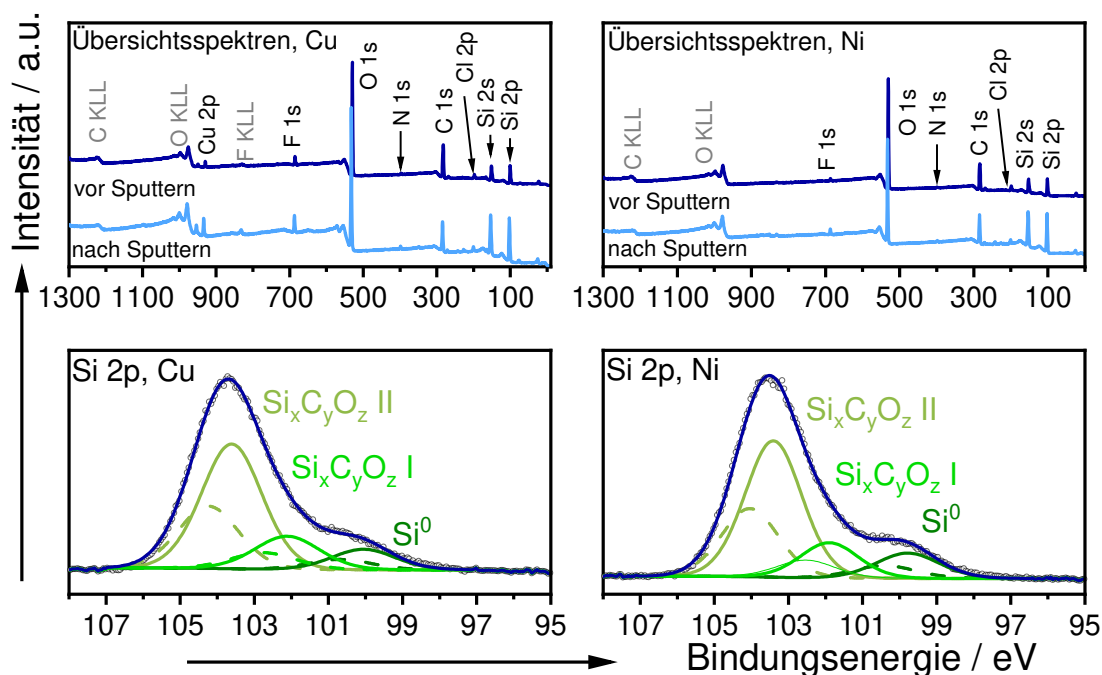 Intensität / a.u.
Übersichtsspektren, Cu
C KLL
O KLL
Cu 2p
F KLL
F 1s
O 1s
N 1s
C 1s
Cl 2p
Si 2s
Si 2p
vor Sputtern
nach Sputtern
1300 1100 900 700 500 300 100
Übersichtsspektren, Ni
C KLL
O KLL
F 1s
O 1s
N 1s
C 1s
Cl 2p
Si 2s
Si 2p
vor Sputtern
nach Sputtern
1300 1100 900 700 500 300 100
Si 2p, Cu
SiₓCᵧO_z II
SiₓCᵧO_z I
Si⁰
107 105 103 101 99 97 95
Si 2p, Ni
SiₓCᵧO_z II
SiₓCᵧO_z I
Si⁰
107 105 103 101 99 97 95
Bindungsenergie / eV